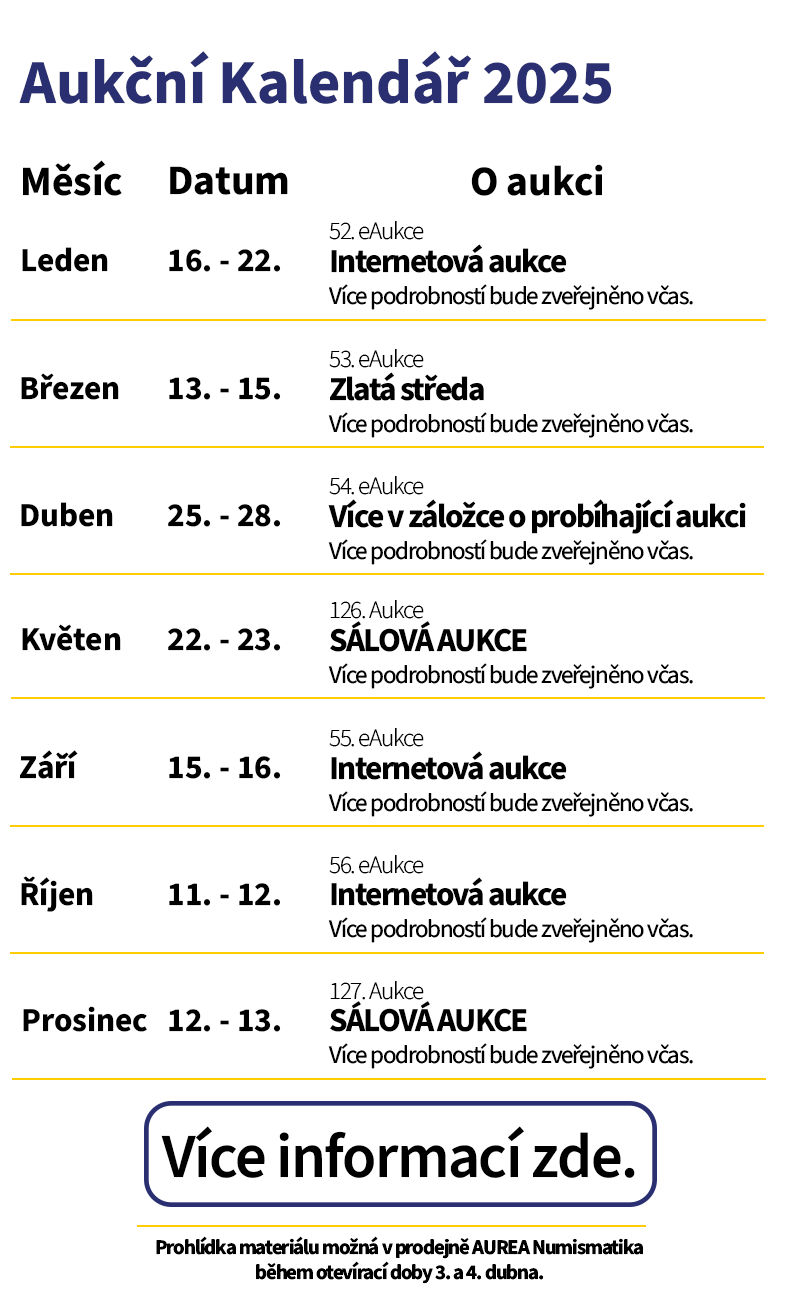 Aukční Kalendář 2025
Měsíc Datum O aukci
52. eAukce
Leden 16. - 22. Internetová aukce
Více podrobností bude zveřejněno včas.
53. eAukce
Březen 13. - 15. Zlatá středa
Více podrobností bude zveřejněno včas.
54. eAukce
Duben 25. - 28. Více v záložce o probíhající aukci
Více podrobností bude zveřejněno včas.
126. Aukce
Květen 22. - 23. SÁLOVÁ AUKCE
Více podrobností bude zveřejněno včas.
55. eAukce
Září 15. - 16. Internetová aukce
Více podrobností bude zveřejněno včas.
56. eAukce
Říjen 11. - 12. Internetová aukce
Více podrobností bude zveřejněno včas.
127. Aukce
Prosinec 12. - 13. SÁLOVÁ AUKCE
Více podrobností bude zveřejněno včas.
Více informací zde.
Prohlídka materiálu možná v prodejně AUREA Numismatika
během otevírací doby 3. a 4. dubna.